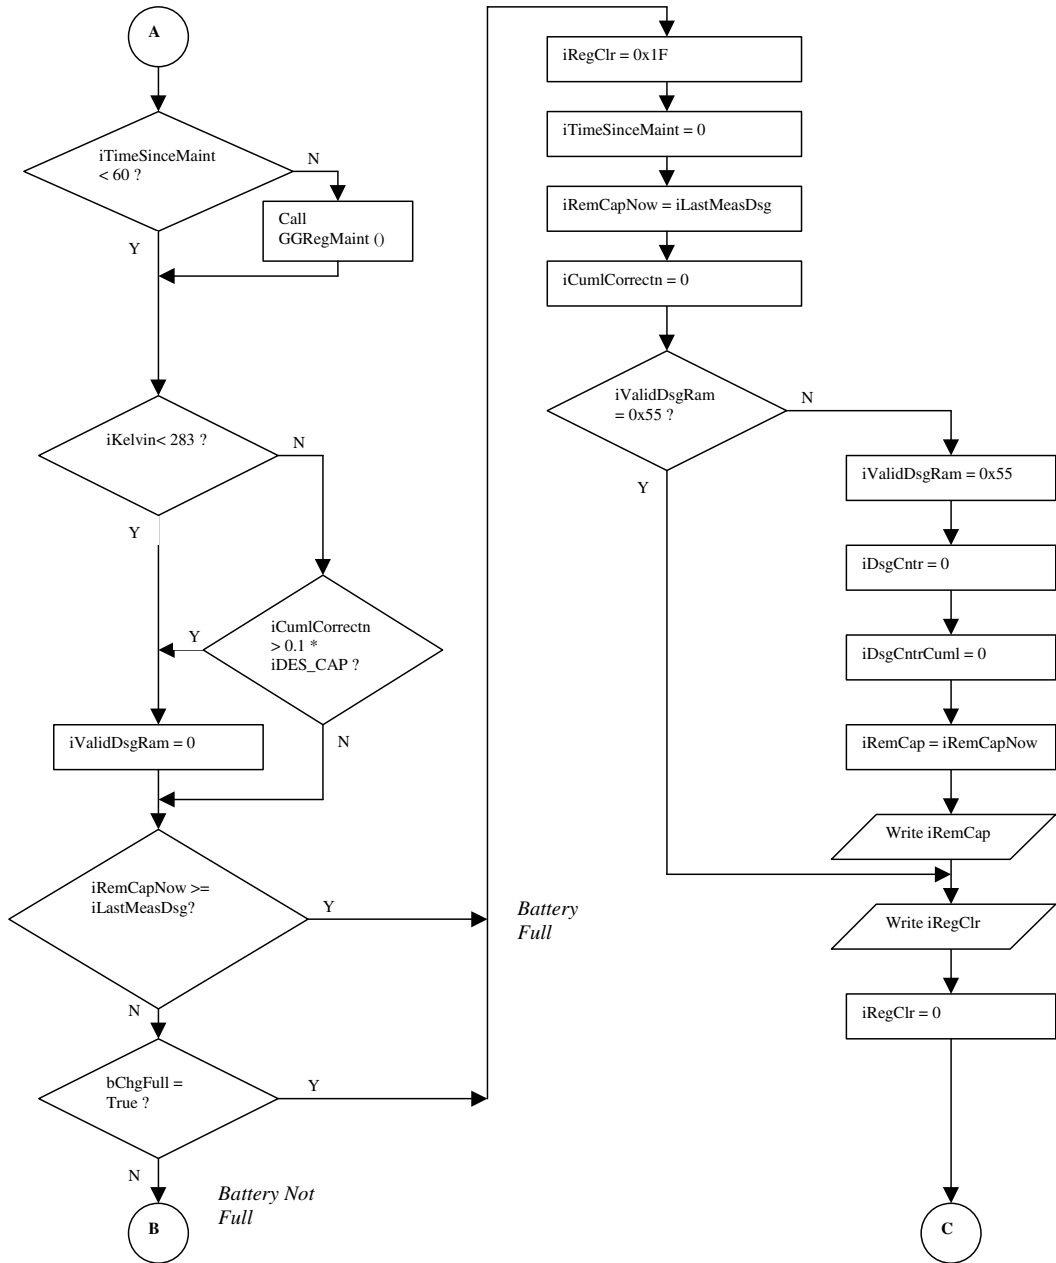 A
iTimeSinceMaint
< 60 ?
N
Call
GGRegMaint ()
Y
iKelvin< 283 ?
N
Y
iCumlCorrectn
> 0.1 *
iDES_CAP ?
Y
N
iValidDsgRam = 0
iRemCapNow >=
iLastMeasDsg?
Y
Battery
Full
N
bChgFull =
True ?
Y
N
Battery Not
Full
B
iRegClr = 0x1F
iTimeSinceMaint = 0
iRemCapNow = iLastMeasDsg
iCumlCorrectn = 0
iValidDsgRam
= 0x55 ?
N
Y
iValidDsgRam = 0x55
iDsgCntr = 0
iDsgCntrCuml = 0
iRemCap = iRemCapNow
Write iRemCap
Write iRegClr
iRegClr = 0
C